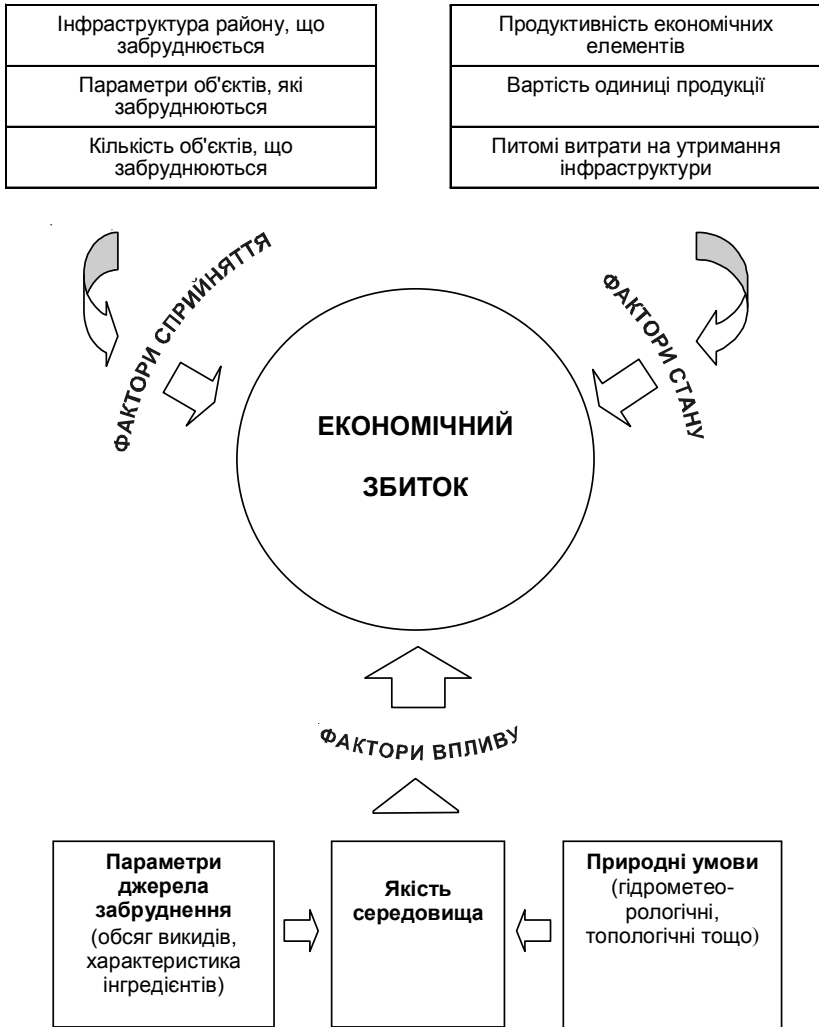 Інфраструктура району, що
забруднюється
Параметри об'єктів, які
забруднюються
Кількість об'єктів, що
забруднюються
Продуктивність економічних
елементів
Вартість одиниці продукції
Питомі витрати на утримання
інфраструктури
ФАКТОРИ СПРИЙНЯТТЯ
ФАКТОРИ СТАНУ
ЕКОНОМІЧНИЙ
ЗБИТОК
ФАКТОРИ ВПЛИВУ
Параметри
джерела
забруднення
(обсяг викидів,
характеристика
інгредієнтів)
Якість
середовища
Природні умови
(гідрометео-
рологічні,
топологічні тощо)